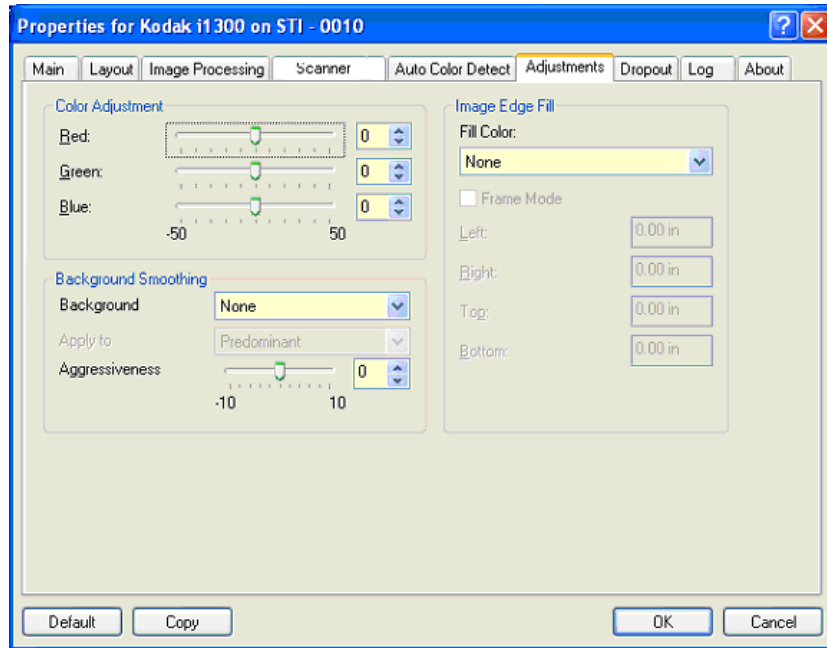 Properties for Kodak i1300 on STI - 0010
Main Layout Image Processing Scanner Auto Color Detect Adjustments Dropout Log About
Color Adjustment
Red: 0
Green: 0
Blue: 0
-50 50
Background Smoothing
Background None
Apply to Predominant
Aggressiveness 0
-10 10
Image Edge Fill
Fill Color:
None
Frame Mode
Left: 0.00 in
Right: 0.00 in
Top: 0.00 in
Bottom: 0.00 in
Default Copy OK Cancel